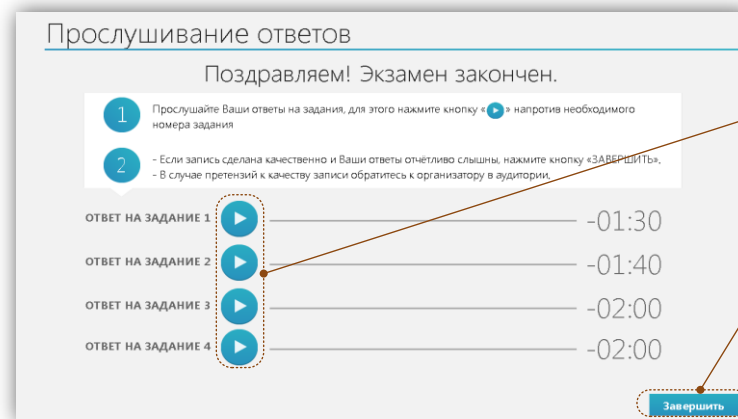 Прослушивание ответов
Поздравляем! Экзамен закончен.
1 Прослушайте Ваши ответы на задания, для этого нажмите кнопку « » напротив необходимого
номера задания
2 - Если запись сделана качественно и Ваши ответы отчётливо слышны, нажмите кнопку «ЗАВЕРШИТЬ»,
- В случае претензий к качеству записи обратитесь к организатору в аудитории,
ОТВЕТ НА ЗАДАНИЕ 1 -01:30
ОТВЕТ НА ЗАДАНИЕ 2 -01:40
ОТВЕТ НА ЗАДАНИЕ 3 -02:00
ОТВЕТ НА ЗАДАНИЕ 4 -02:00
Завершить